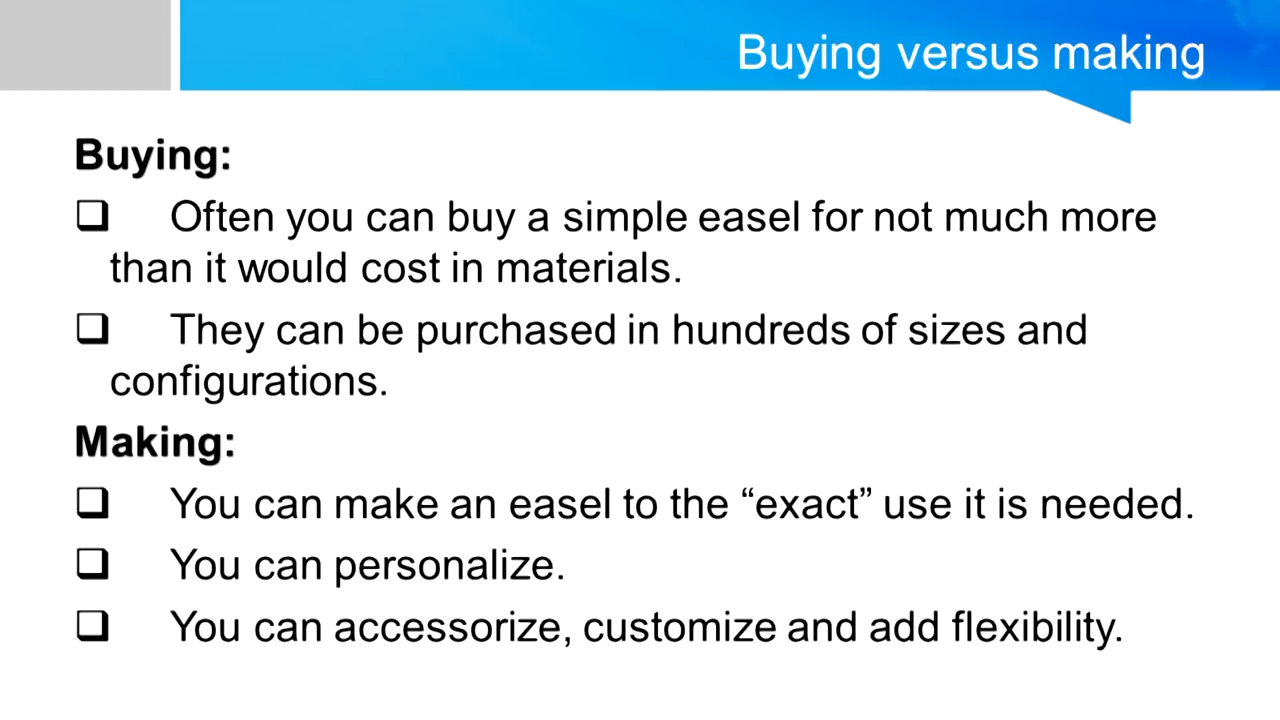 Buying versus making
Buying:
❑ Often you can buy a simple easel for not much more
than it would cost in materials.
❑ They can be purchased in hundreds of sizes and
configurations.
Making:
❑ You can make an easel to the “exact” use it is needed.
❑ You can personalize.
❑ You can accessorize, customize and add flexibility.